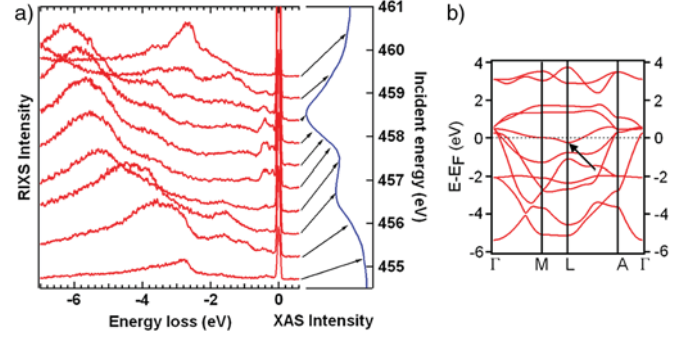 a)
RIXS Intensity
-6
-4
-2
0
Energy loss (eV)
XAS Intensity
461
460
459
458
457
456
455
Incident energy (eV)
b)
E-EF (eV)
4
2
0
-2
-4
-6
4
2
0
-2
-4
-6
Γ M L A Γ